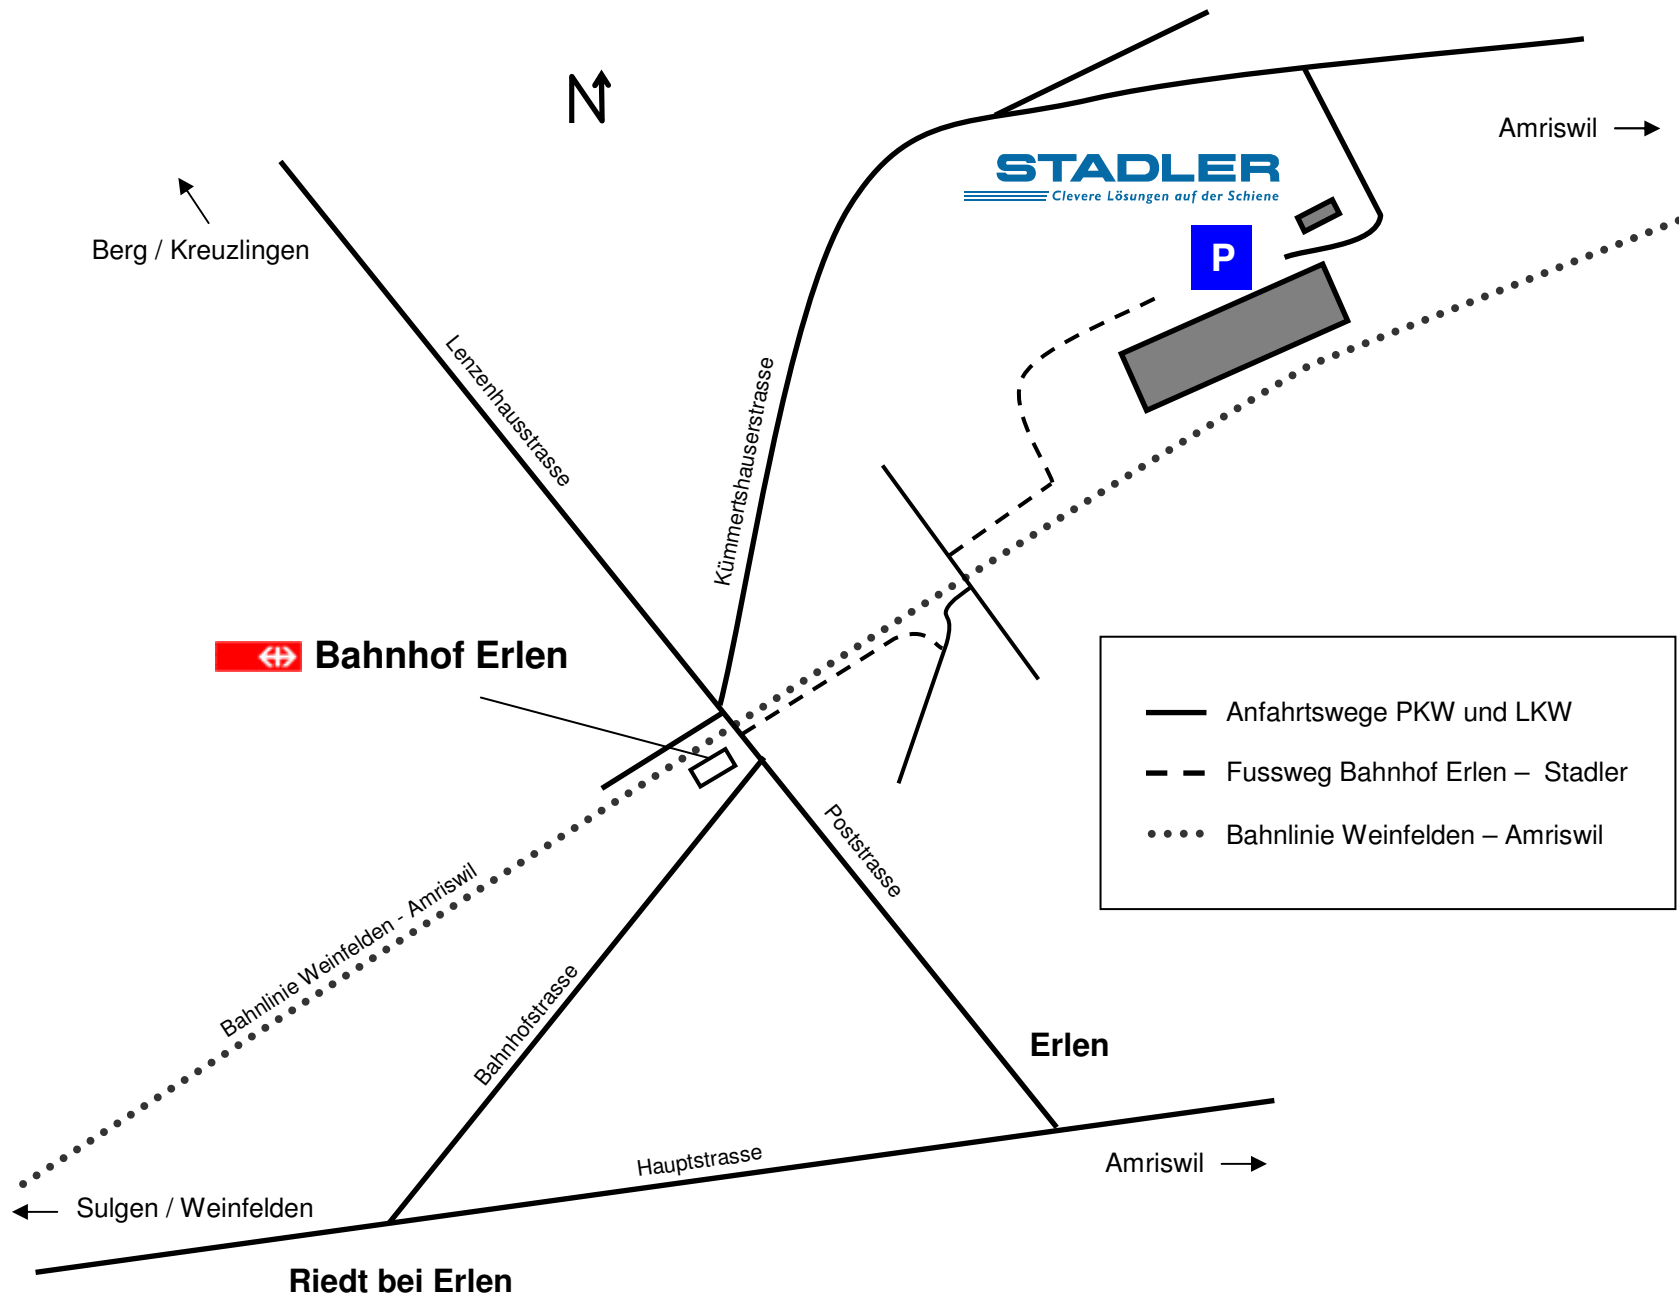 N
Amriswil
STADLER
Clevere Lösungen auf der Schiene
Berg / Kreuzlingen
P
Lenzenhausstrasse
Kümmertshauserstrasse
Bahnhof Erlen
Anfahrtswege PKW und LKW
Fussweg Bahnhof Erlen – Stadler
Bahnlinie Weinfelden – Amriswil
Poststrasse
Bahnlinie Weinfelden - Amriswil
Bahnhofstrasse
Erlen
Hauptstrasse
Amriswil
Sulgen / Weinfelden
Riedt bei Erlen